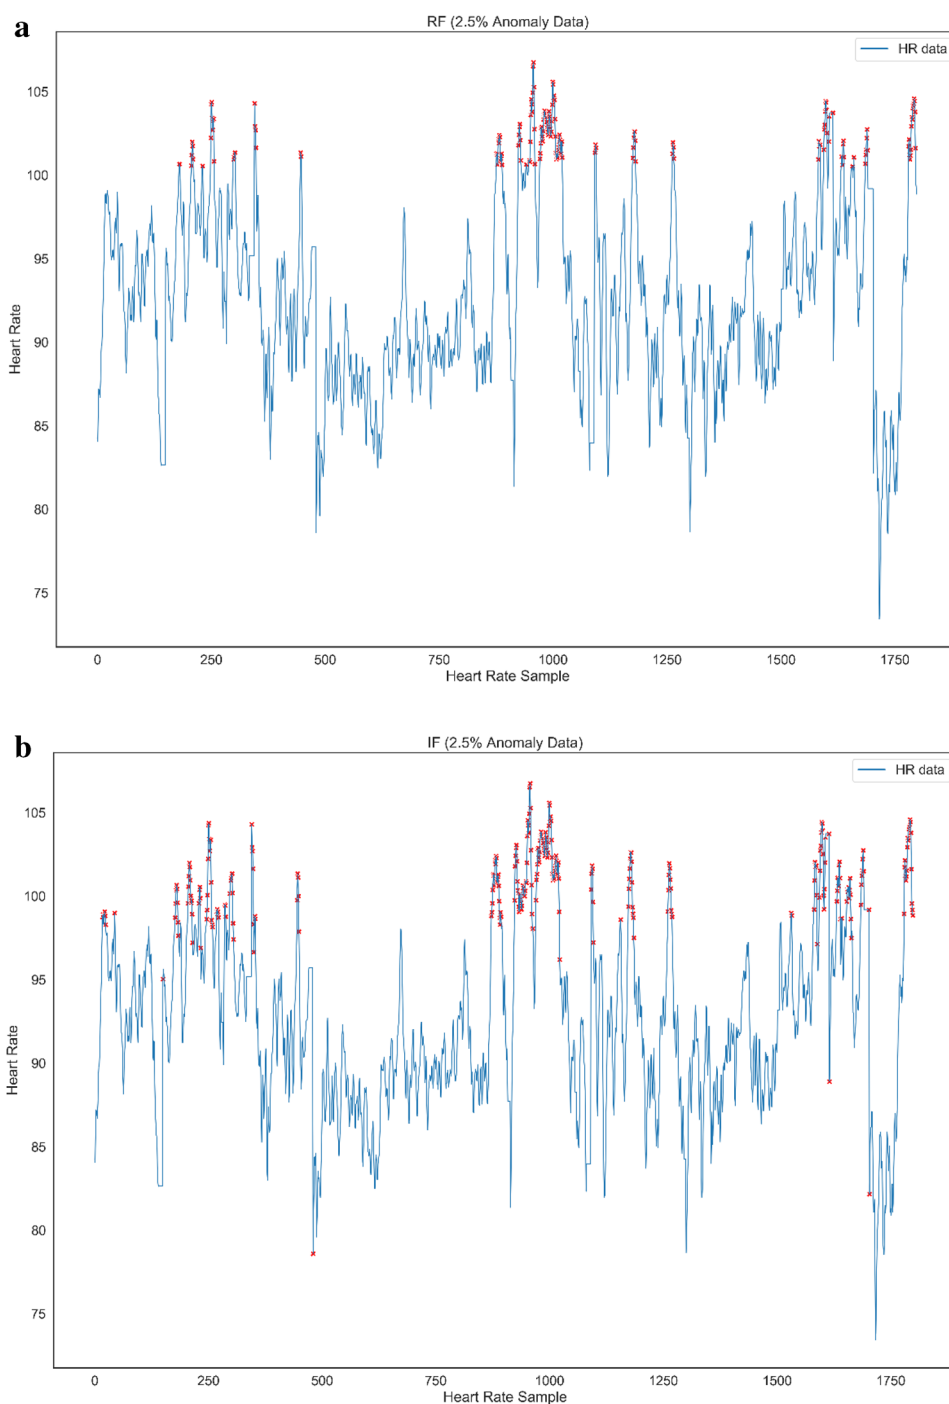 a
RF (2.5% Anomaly Data)
HR data
105
100
95
90
85
80
75
Heart Rate
0 250 500 750 1000 1250 1500 1750
Heart Rate Sample
b
IF (2.5% Anomaly Data)
HR data
105
100
95
90
85
80
75
Heart Rate
0 250 500 750 1000 1250 1500 1750
Heart Rate Sample